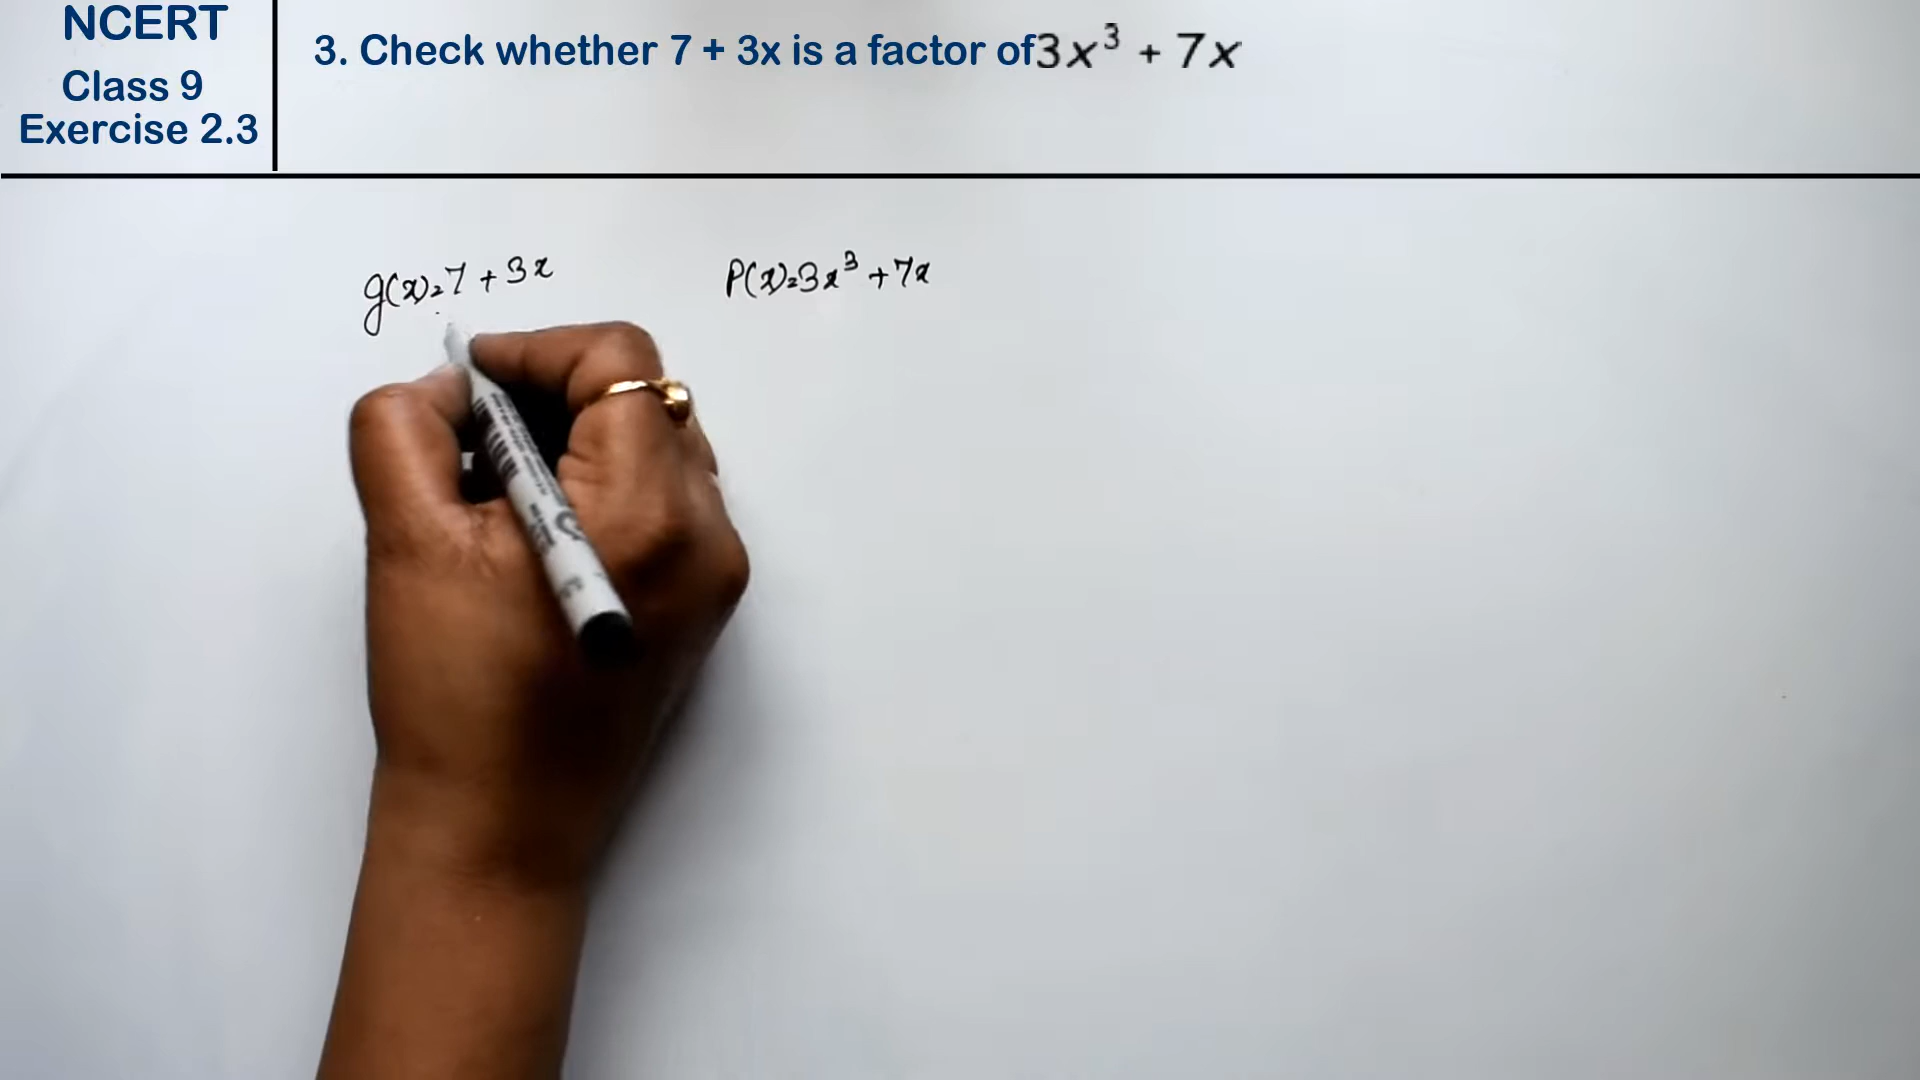 NCERT
Class 9
Exercise 2.3
3. Check whether 7 + 3x is a factor of 3x³ + 7x
g(x) = 7 + 3x
P(x) = 3x³ + 7x